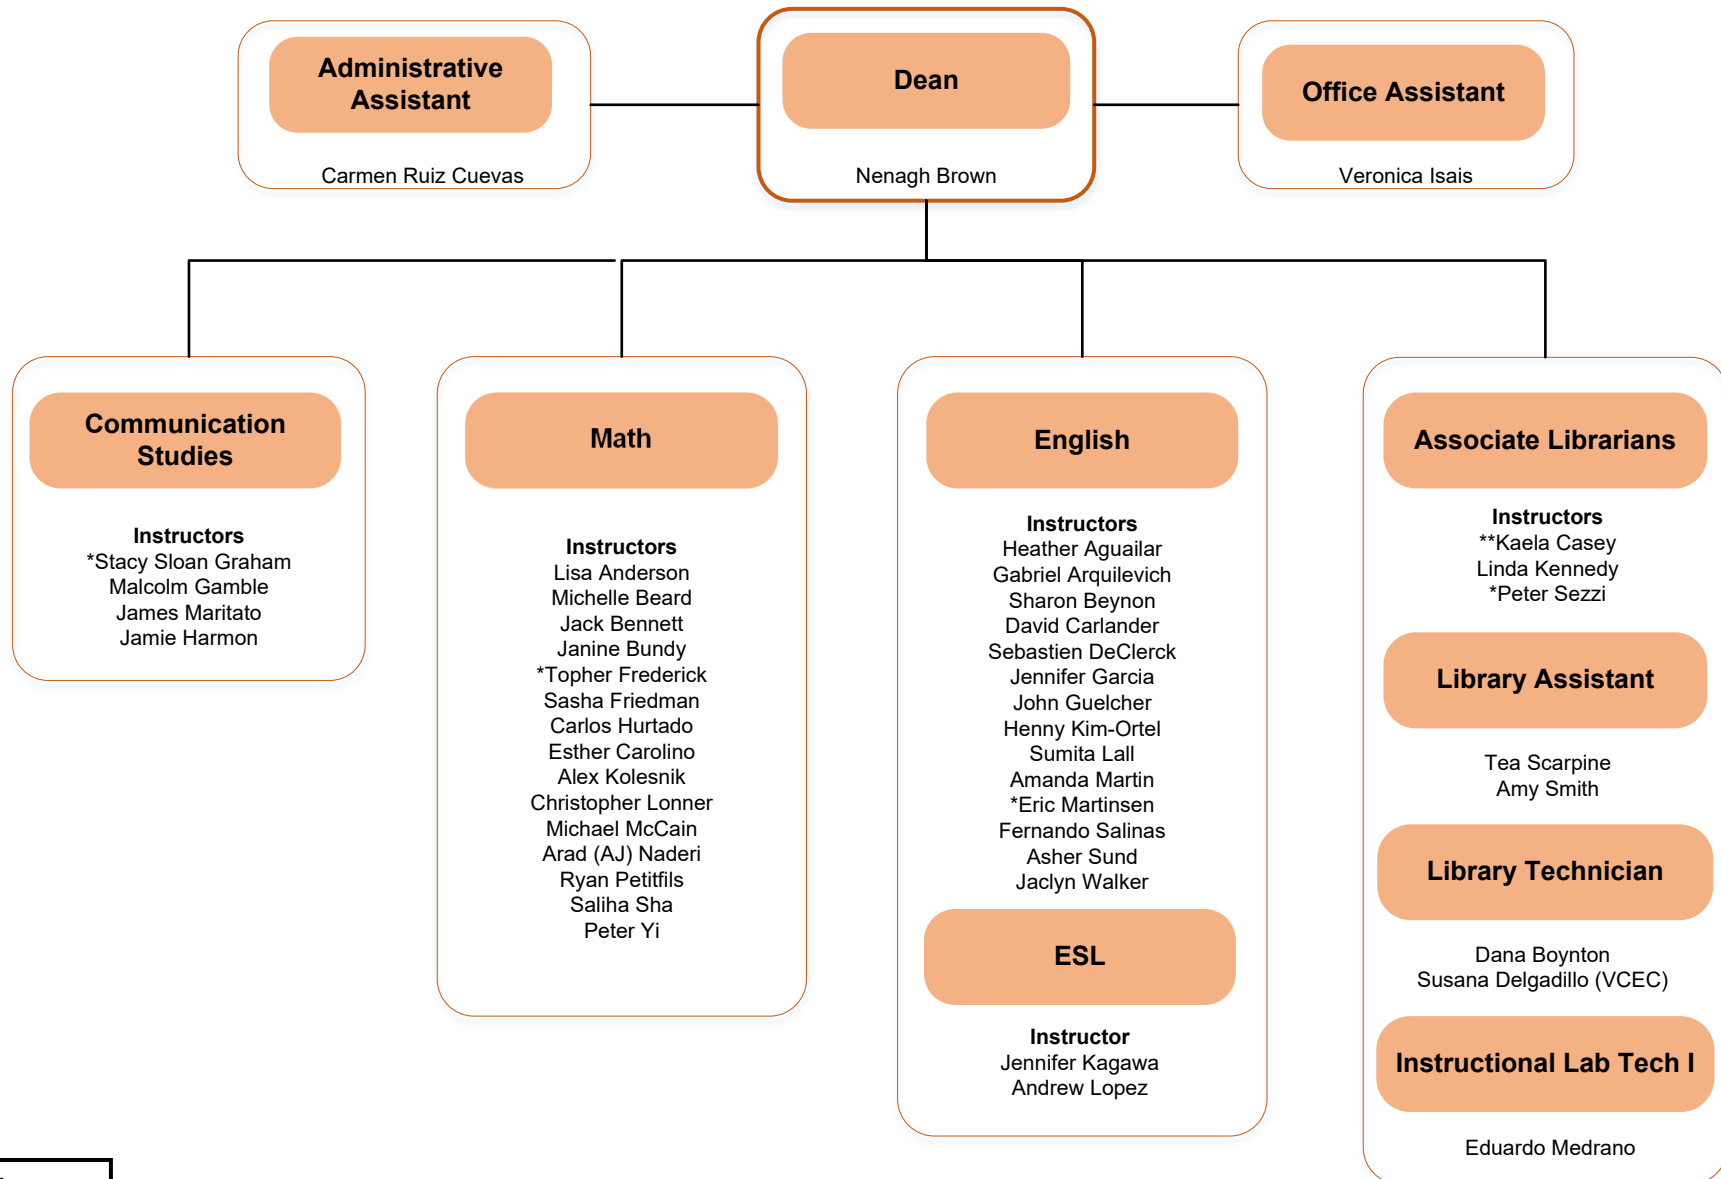 Administrative
Assistant
Carmen Ruiz Cuevas
Dean
Nenagh Brown
Office Assistant
Veronica Isais
Communication
Studies
Instructors
*Stacy Sloan Graham
Malcolm Gamble
James Maritato
Jamie Harmon
Math
Instructors
Lisa Anderson
Michelle Beard
Jack Bennett
Janine Bundy
*Topher Frederick
Sasha Friedman
Carlos Hurtado
Esther Carolino
Alex Kolesnik
Christopher Lonner
Michael McCain
Arad (AJ) Naderi
Ryan Petitfils
Saliha Sha
Peter Yi
English
Instructors
Heather Aguailar
Gabriel Arquilevich
Sharon Beynon
David Carlander
Sebastien DeClerck
Jennifer Garcia
John Guelcher
Henny Kim-Ortel
Sumita Lall
Amanda Martin
*Eric Martinsen
Fernando Salinas
Asher Sund
Jaclyn Walker
ESL
Instructor
Jennifer Kagawa
Andrew Lopez
Associate Librarians
Instructors
**Kaela Casey
Linda Kennedy
*Peter Sezzi
Library Assistant
Tea Scarpine
Amy Smith
Library Technician
Dana Boynton
Susana Delgadillo (VCEC)
Instructional Lab Tech I
Eduardo Medrano